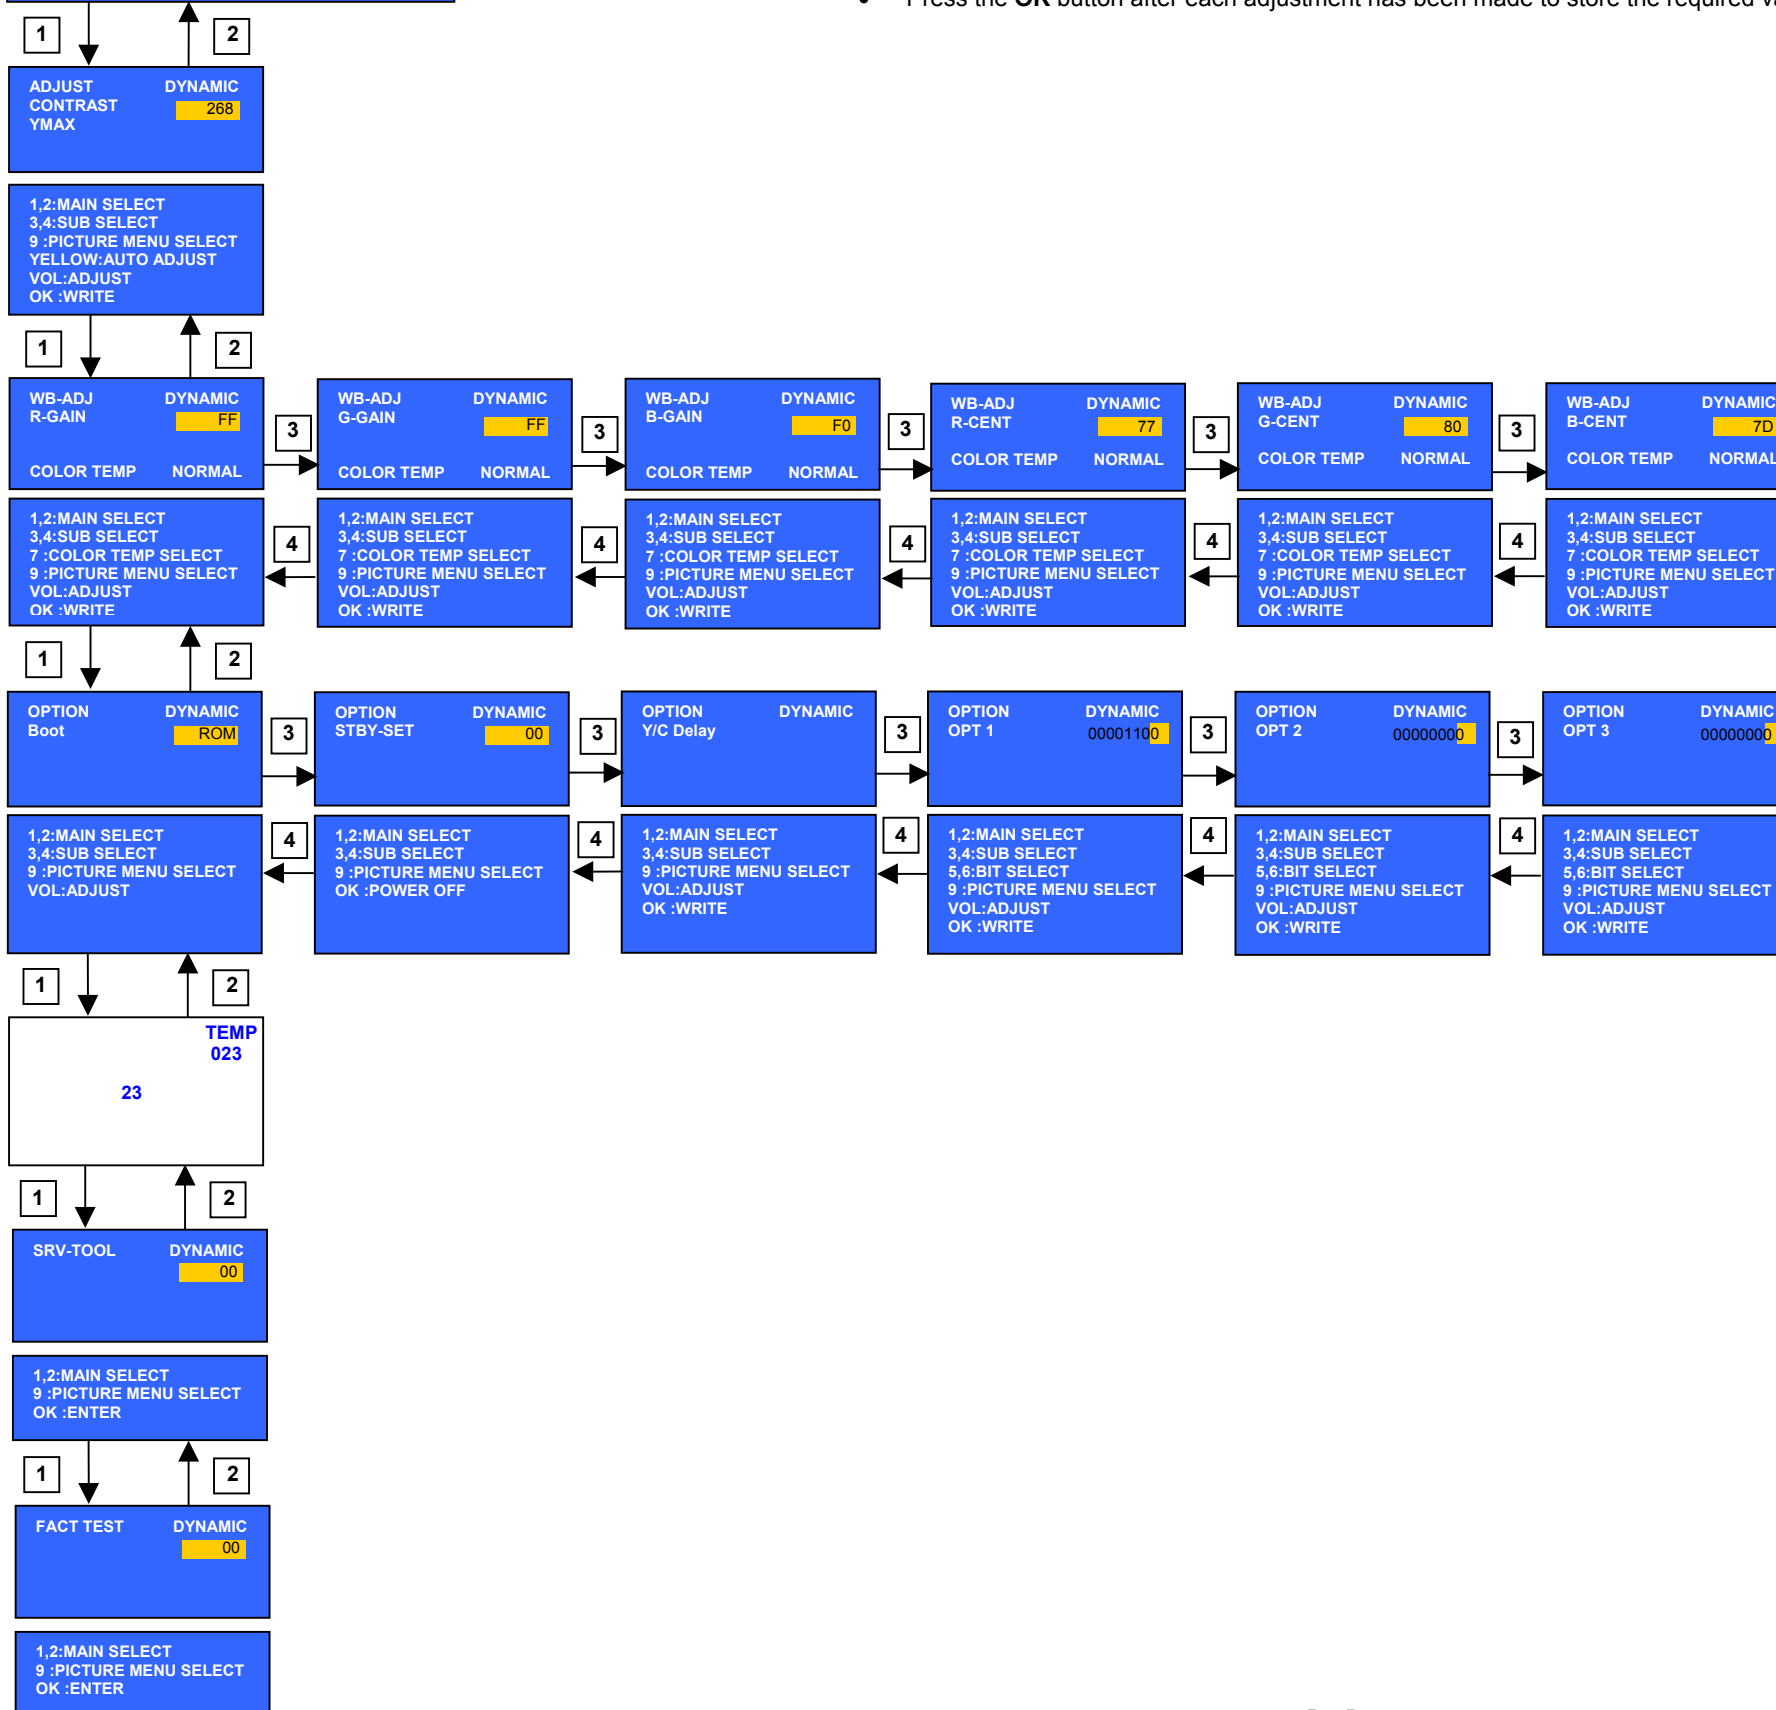 Press the OK button after each adjustment has been made to store the required
1
2
ADJUST DYNAMIC
CONTRAST 268
YMAX
1,2:MAIN SELECT
3,4:SUB SELECT
9 :PICTURE MENU SELECT
YELLOW:AUTO ADJUST
VOL:ADJUST
OK :WRITE
1
2
WB-ADJ DYNAMIC
R-GAIN FF
COLOR TEMP NORMAL
3
WB-ADJ DYNAMIC
G-GAIN FF
COLOR TEMP NORMAL
3
WB-ADJ DYNAMIC
B-GAIN F0
COLOR TEMP NORMAL
3
WB-ADJ DYNAMIC
R-CENT 77
COLOR TEMP NORMAL
3
WB-ADJ DYNAMIC
G-CENT 80
COLOR TEMP NORMAL
3
WB-ADJ DYNAMIC
B-CENT 7D
COLOR TEMP NORMAL
1,2:MAIN SELECT
3,4:SUB SELECT
7 :COLOR TEMP SELECT
9 :PICTURE MENU SELECT
VOL:ADJUST
OK :WRITE
4
1,2:MAIN SELECT
3,4:SUB SELECT
7 :COLOR TEMP SELECT
9 :PICTURE MENU SELECT
VOL:ADJUST
OK :WRITE
4
1,2:MAIN SELECT
3,4:SUB SELECT
7 :COLOR TEMP SELECT
9 :PICTURE MENU SELECT
VOL:ADJUST
OK :WRITE
4
1,2:MAIN SELECT
3,4:SUB SELECT
7 :COLOR TEMP SELECT
9 :PICTURE MENU SELECT
VOL:ADJUST
OK :WRITE
4
1,2:MAIN SELECT
3,4:SUB SELECT
7 :COLOR TEMP SELECT
9 :PICTURE MENU SELECT
VOL:ADJUST
OK :WRITE
4
1,2:MAIN SELECT
3,4:SUB SELECT
7 :COLOR TEMP SELECT
9 :PICTURE MENU SELECT
VOL:ADJUST
OK :WRITE
1
2
OPTION DYNAMIC
Boot ROM
3
OPTION DYNAMIC
STBY-SET 00
3
OPTION DYNAMIC
Y/C Delay
3
OPTION DYNAMIC
OPT 1 00001100
3
OPTION DYNAMIC
OPT 2 00000000
3
OPTION DYNAMIC
OPT 3 00000000
1,2:MAIN SELECT
3,4:SUB SELECT
9 :PICTURE MENU SELECT
VOL:ADJUST
4
1,2:MAIN SELECT
3,4:SUB SELECT
9 :PICTURE MENU SELECT
OK :POWER OFF
4
1,2:MAIN SELECT
3,4:SUB SELECT
9 :PICTURE MENU SELECT
VOL:ADJUST
OK :WRITE
4
1,2:MAIN SELECT
3,4:SUB SELECT
5,6:BIT SELECT
9 :PICTURE MENU SELECT
VOL:ADJUST
OK :WRITE
4
1,2:MAIN SELECT
3,4:SUB SELECT
5,6:BIT SELECT
9 :PICTURE MENU SELECT
VOL:ADJUST
OK :WRITE
4
1,2:MAIN SELECT
3,4:SUB SELECT
5,6:BIT SELECT
9 :PICTURE MENU SELECT
VOL:ADJUST
OK :WRITE
1
2
TEMP
023
23
1
2
SRV-TOOL DYNAMIC
00
1,2:MAIN SELECT
9 :PICTURE MENU SELECT
OK :ENTER
1
2
FACT TEST DYNAMIC
00
1,2:MAIN SELECT
9 :PICTURE MENU SELECT
OK :ENTER